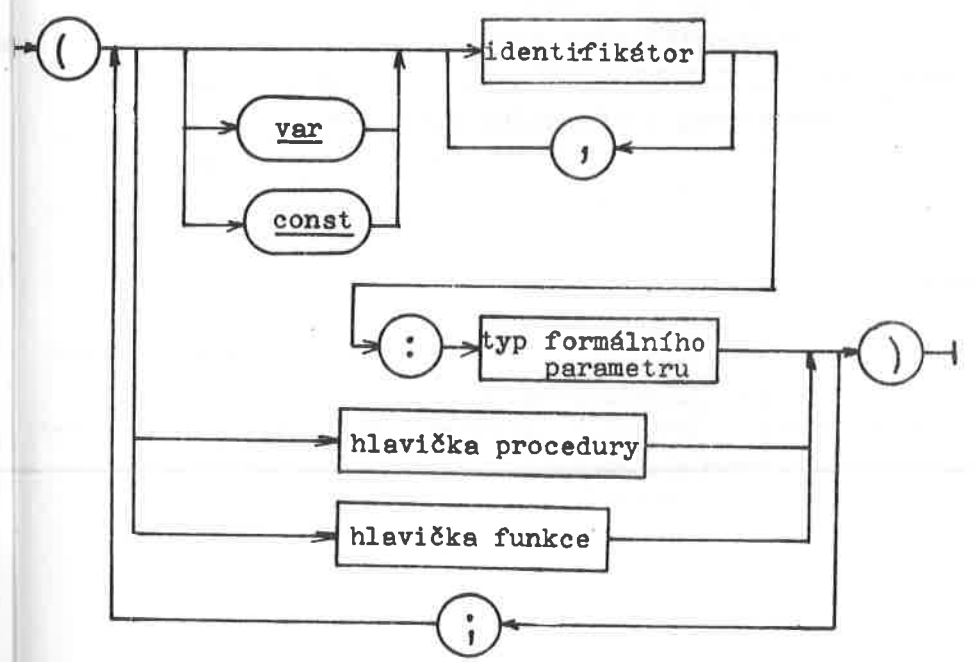 (
identifikátor
var
,
const
:
typ formálního
parametru
)
hlavička procedury
hlavička funkce
;